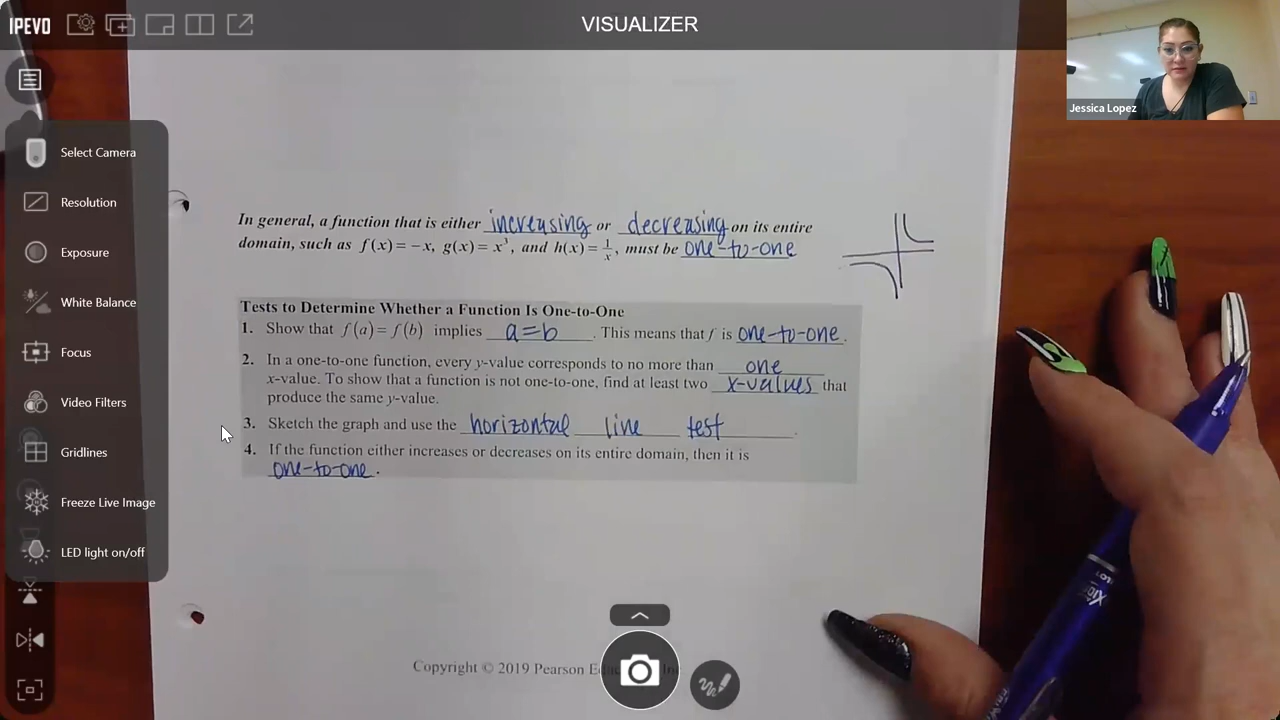 IPEVO
VISUALIZER
Jessica Lopez
Select Camera
Resolution
Exposure
White Balance
Focus
Video Filters
Gridlines
Freeze Live Image
LED light on/off
In general, a function that is either increasing or decreasing on its entire
domain, such as f(x) = −x, g(x) = x³, and h(x) = 1/x, must be one-to-one
Tests to Determine Whether a Function Is One-to-One
1. Show that f(a) = f(b) implies a=b. This means that f is one-to-one.
2. In a one-to-one function, every y-value corresponds to no more than one
x-value. To show that a function is not one-to-one, find at least two x-values that
produce the same y-value.
3. Sketch the graph and use the horizontal line test.
4. If the function either increases or decreases on its entire domain, then it is
one-to-one.
Copyright © 2019 Pearson